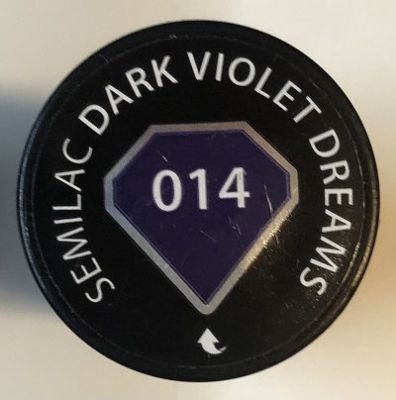 SEMILAC DARK VIOLET DREAMS
014